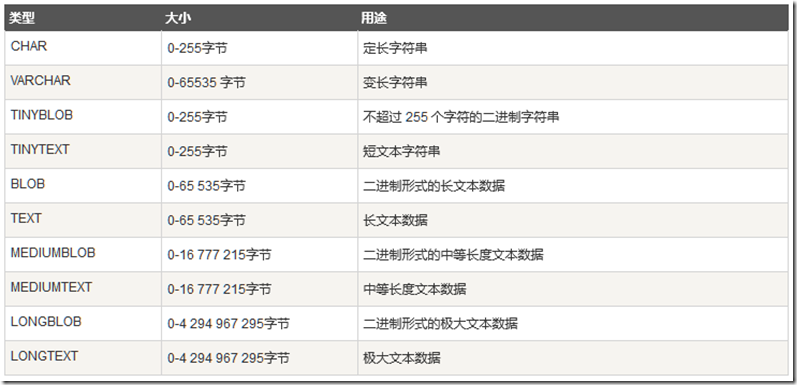 类型 大小 用途
CHAR 0-255字节 定长字符串
VARCHAR 0-65535 字节 变长字符串
TINYBLOB 0-255字节 不超过 255 个字符的二进制字符串
TINYTEXT 0-255字节 短文本字符串
BLOB 0-65 535字节 二进制形式的长文本数据
TEXT 0-65 535字节 长文本数据
MEDIUMBLOB 0-16 777 215字节 二进制形式的中等长度文本数据
MEDIUMTEXT 0-16 777 215字节 中等长度文本数据
LONGBLOB 0-4 294 967 295字节 二进制形式的极大文本数据
LONGTEXT 0-4 294 967 295字节 极大文本数据